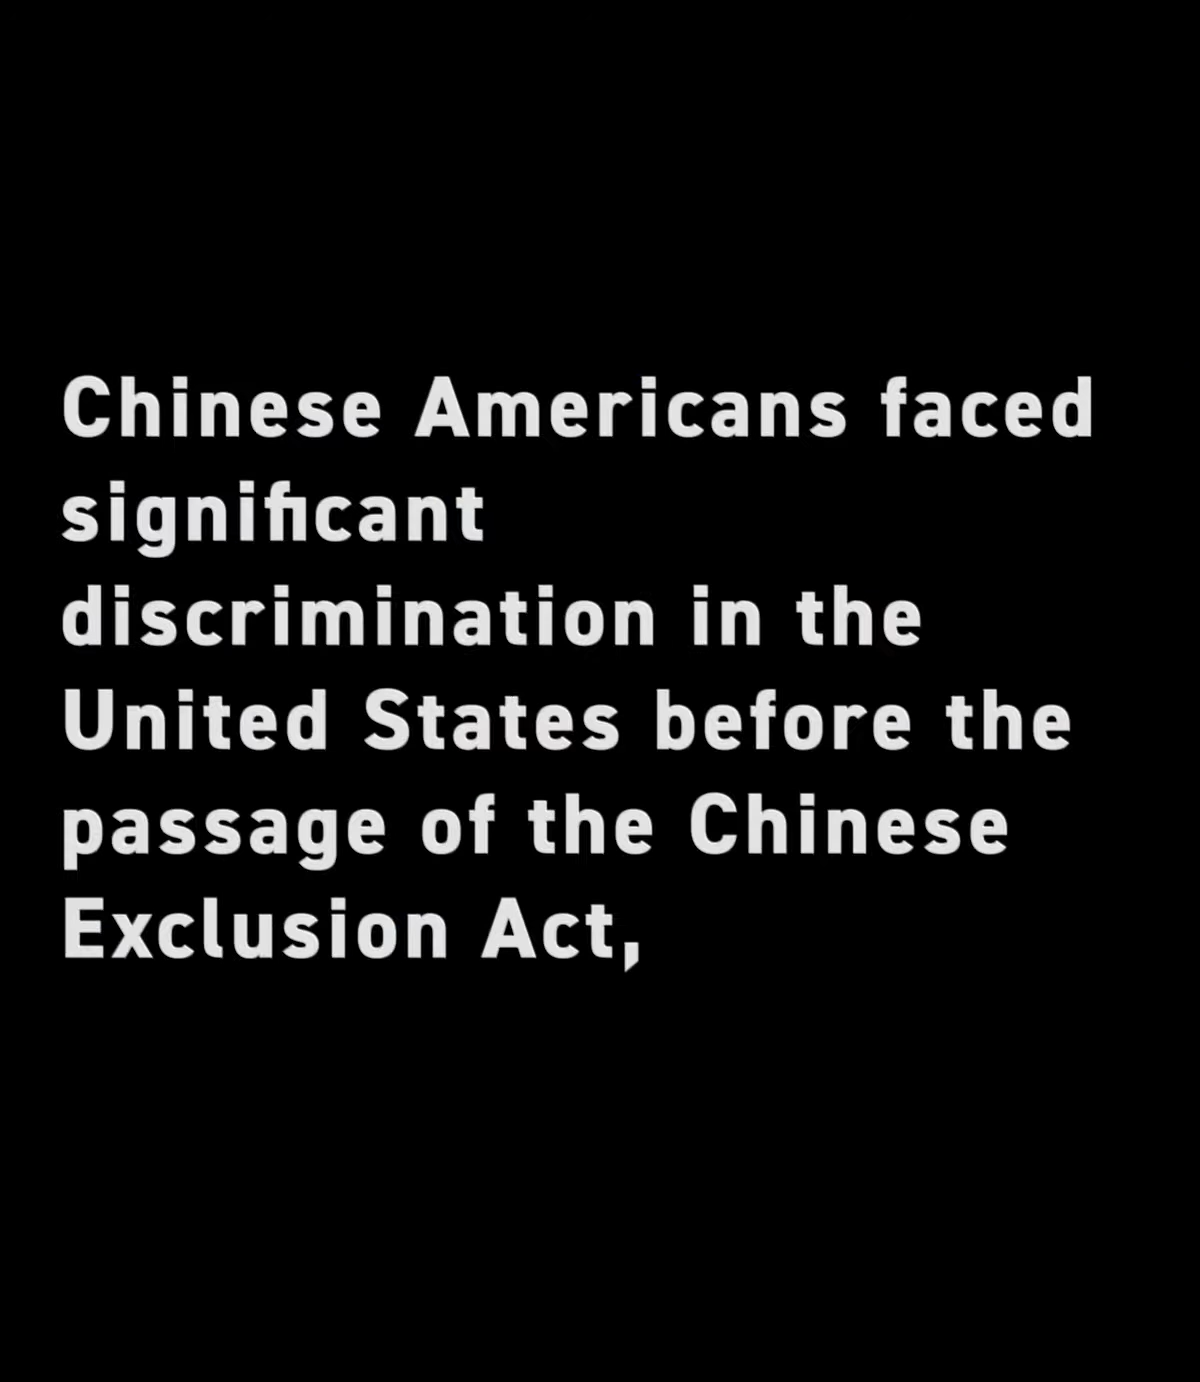 Chinese Americans faced
significant
discrimination in the
United States before the
passage of the Chinese
Exclusion Act,